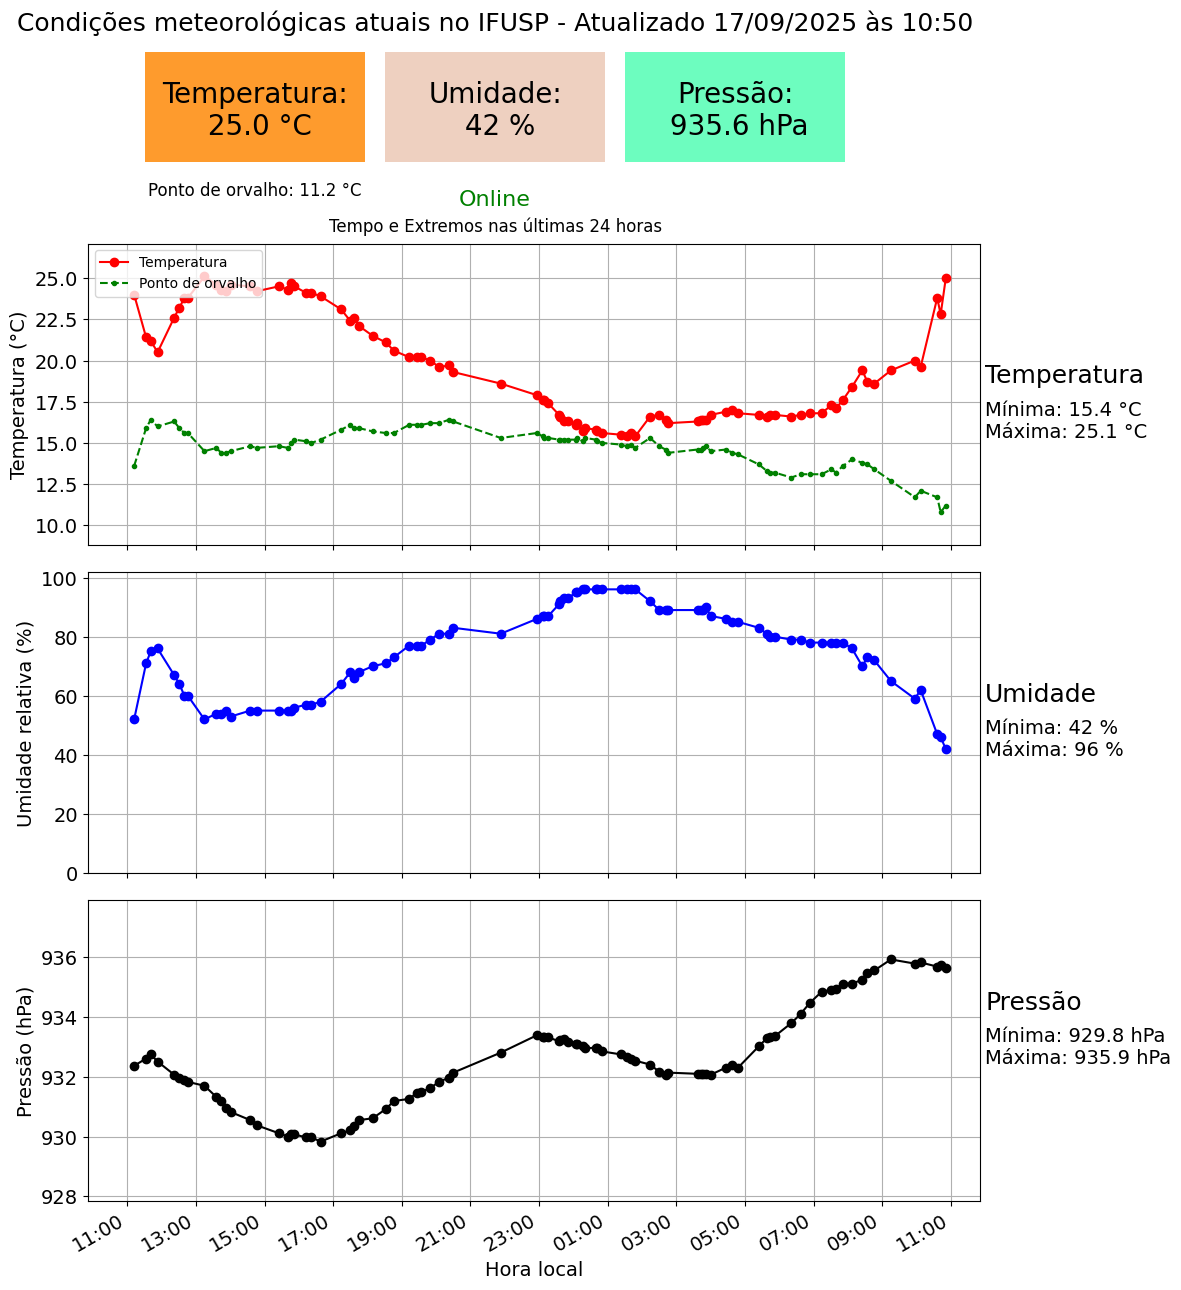 Condições meteorológicas atuais no IFUSP - Atualizado 17/09/2025 às 10:50
Temperatura:
25.0 °C
Umidade:
42 %
Pressão:
935.6 hPa
Ponto de orvalho: 11.2 °C
Online
Tempo e Extremos nas últimas 24 horas
Temperatura
Ponto de orvalho
Temperatura (°C)
25.0
22.5
20.0
17.5
15.0
12.5
10.0
Temperatura
Mínima: 15.4 °C
Máxima: 25.1 °C
Umidade relativa (%)
100
80
60
40
20
0
Umidade
Mínima: 42 %
Máxima: 96 %
Pressão (hPa)
936
934
932
930
928
Pressão
Mínima: 929.8 hPa
Máxima: 935.9 hPa
11:00 13:00 15:00 17:00 19:00 21:00 23:00 01:00 03:00 05:00 07:00 09:00 11:00
Hora local